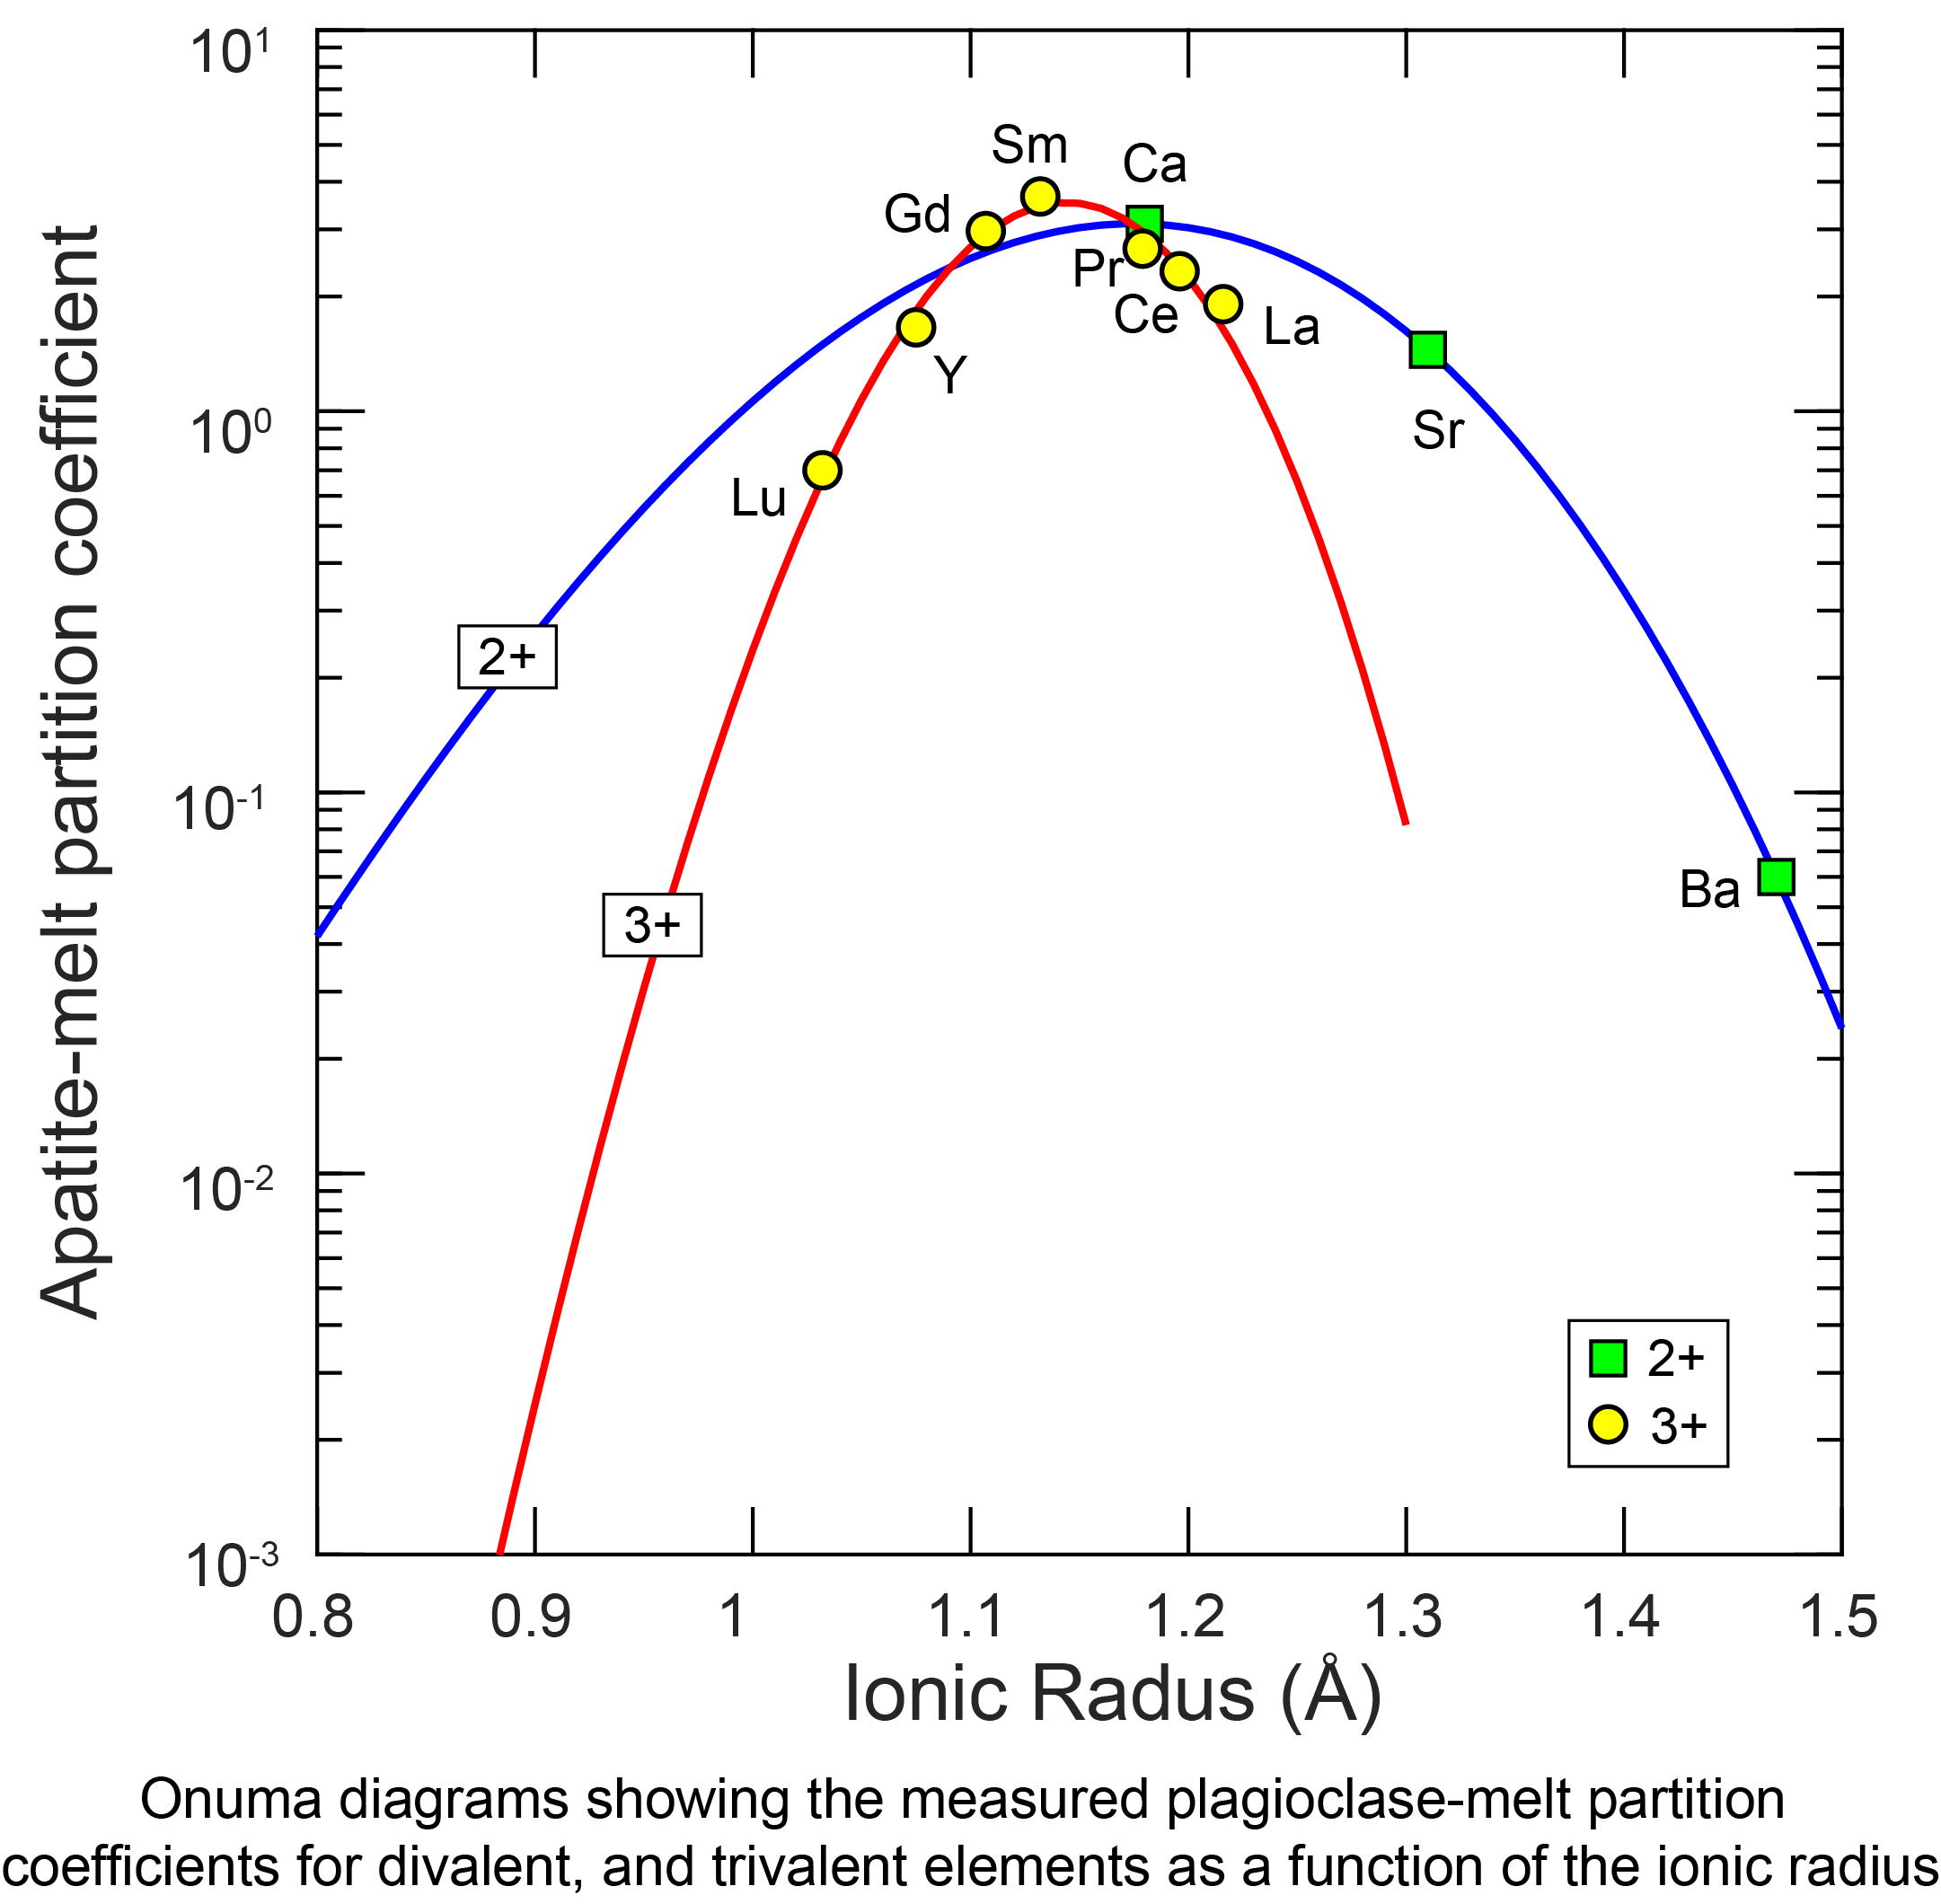 10¹
Sm
Ca
Gd
Pr
Ce
La
Y
10⁰
Sr
Lu
2+
10⁻¹
Ba
3+
10⁻²
2+
3+
10⁻³
0.8 0.9 1 1.1 1.2 1.3 1.4 1.5
Apatite-melt partition coefficient
Ionic Radus (Å)
Onuma diagrams showing the measured plagioclase-melt partition
coefficients for divalent, and trivalent elements as a function of the ionic radius